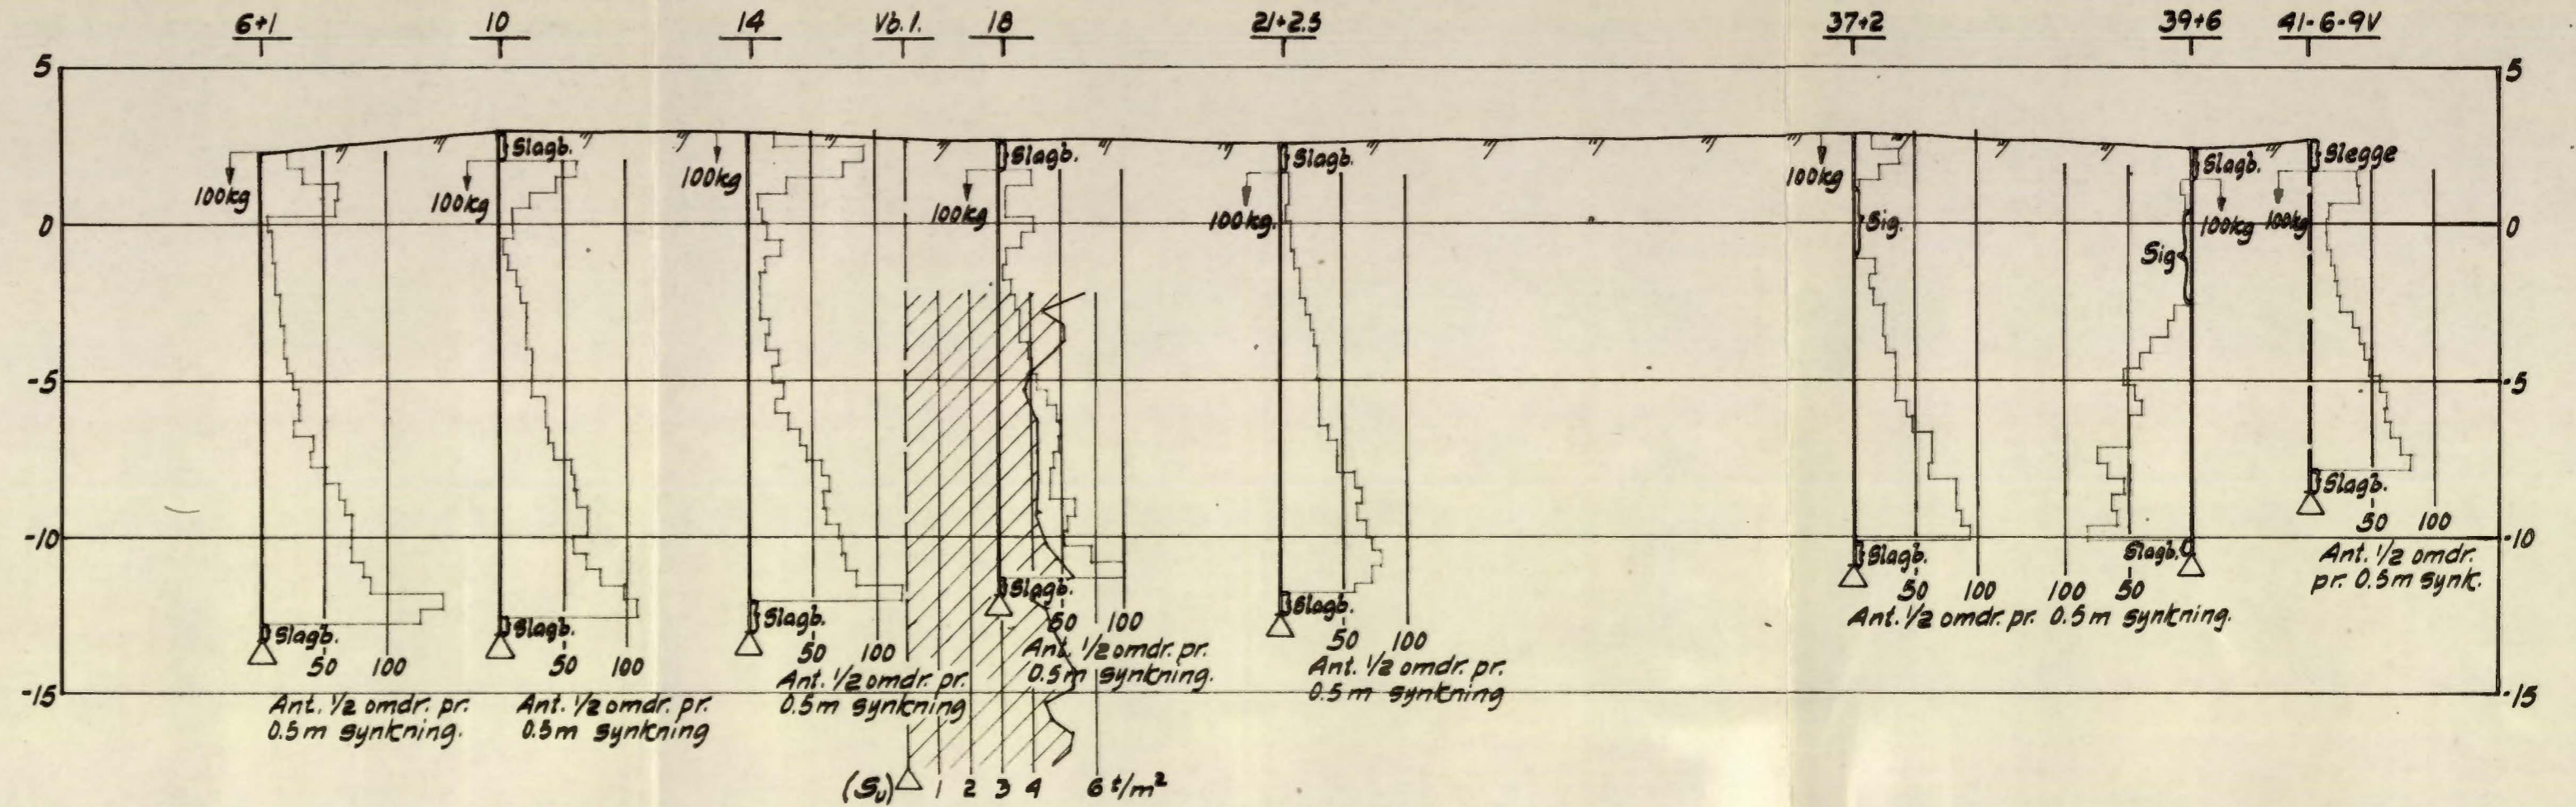 6+1 10 14 Vb.1. 18 21+2.5 37+2 39+6 41-6-9V
5 5
Slagb. Slagb. Slagb. Slagb. Slegge
100kg 100kg 100kg 100kg 100kg. 100kg 100kg 100kg
0 Sig. 0
Sig
-5 -5
Slagb.
50 100
-10 -10
Slagb. Slagb. Ant. 1/2 omdr.
pr. 0.5m synk.
Slagb. Slagb. Slagb. Slagb. Slagb. 50 100 100 50
50 100 50 100 50 100 50 100 50 100 Ant. 1/2 omdr. pr. 0.5m synkning.
Ant. 1/2 omdr. pr.
0.5m synkning.
Ant. 1/2 omdr. pr.
0.5m synkning
Ant. 1/2 omdr. pr.
0.5m synkning
-15 -15
Ant. 1/2 omdr. pr.
0.5m synkning.
Ant. 1/2 omdr. pr.
0.5m synkning
(Su) 1 2 3 4 6 t/m²